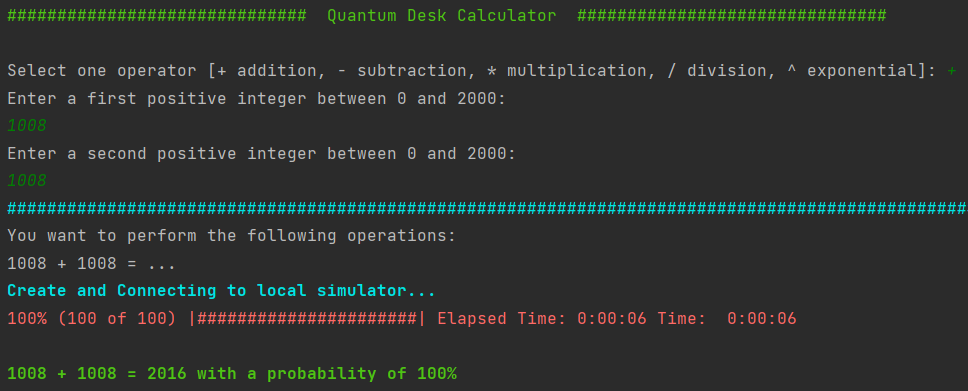 ############################## Quantum Desk Calculator ###############################
Select one operator [+ addition, - subtraction, * multiplication, / division, ^ exponential]: +
Enter a first positive integer between 0 and 2000:
1008
Enter a second positive integer between 0 and 2000:
1008
################################################################################################
You want to perform the following operations:
1008 + 1008 = ...
Create and Connecting to local simulator...
100% (100 of 100) |######################| Elapsed Time: 0:00:06 Time:  0:00:06
1008 + 1008 = 2016 with a probability of 100%